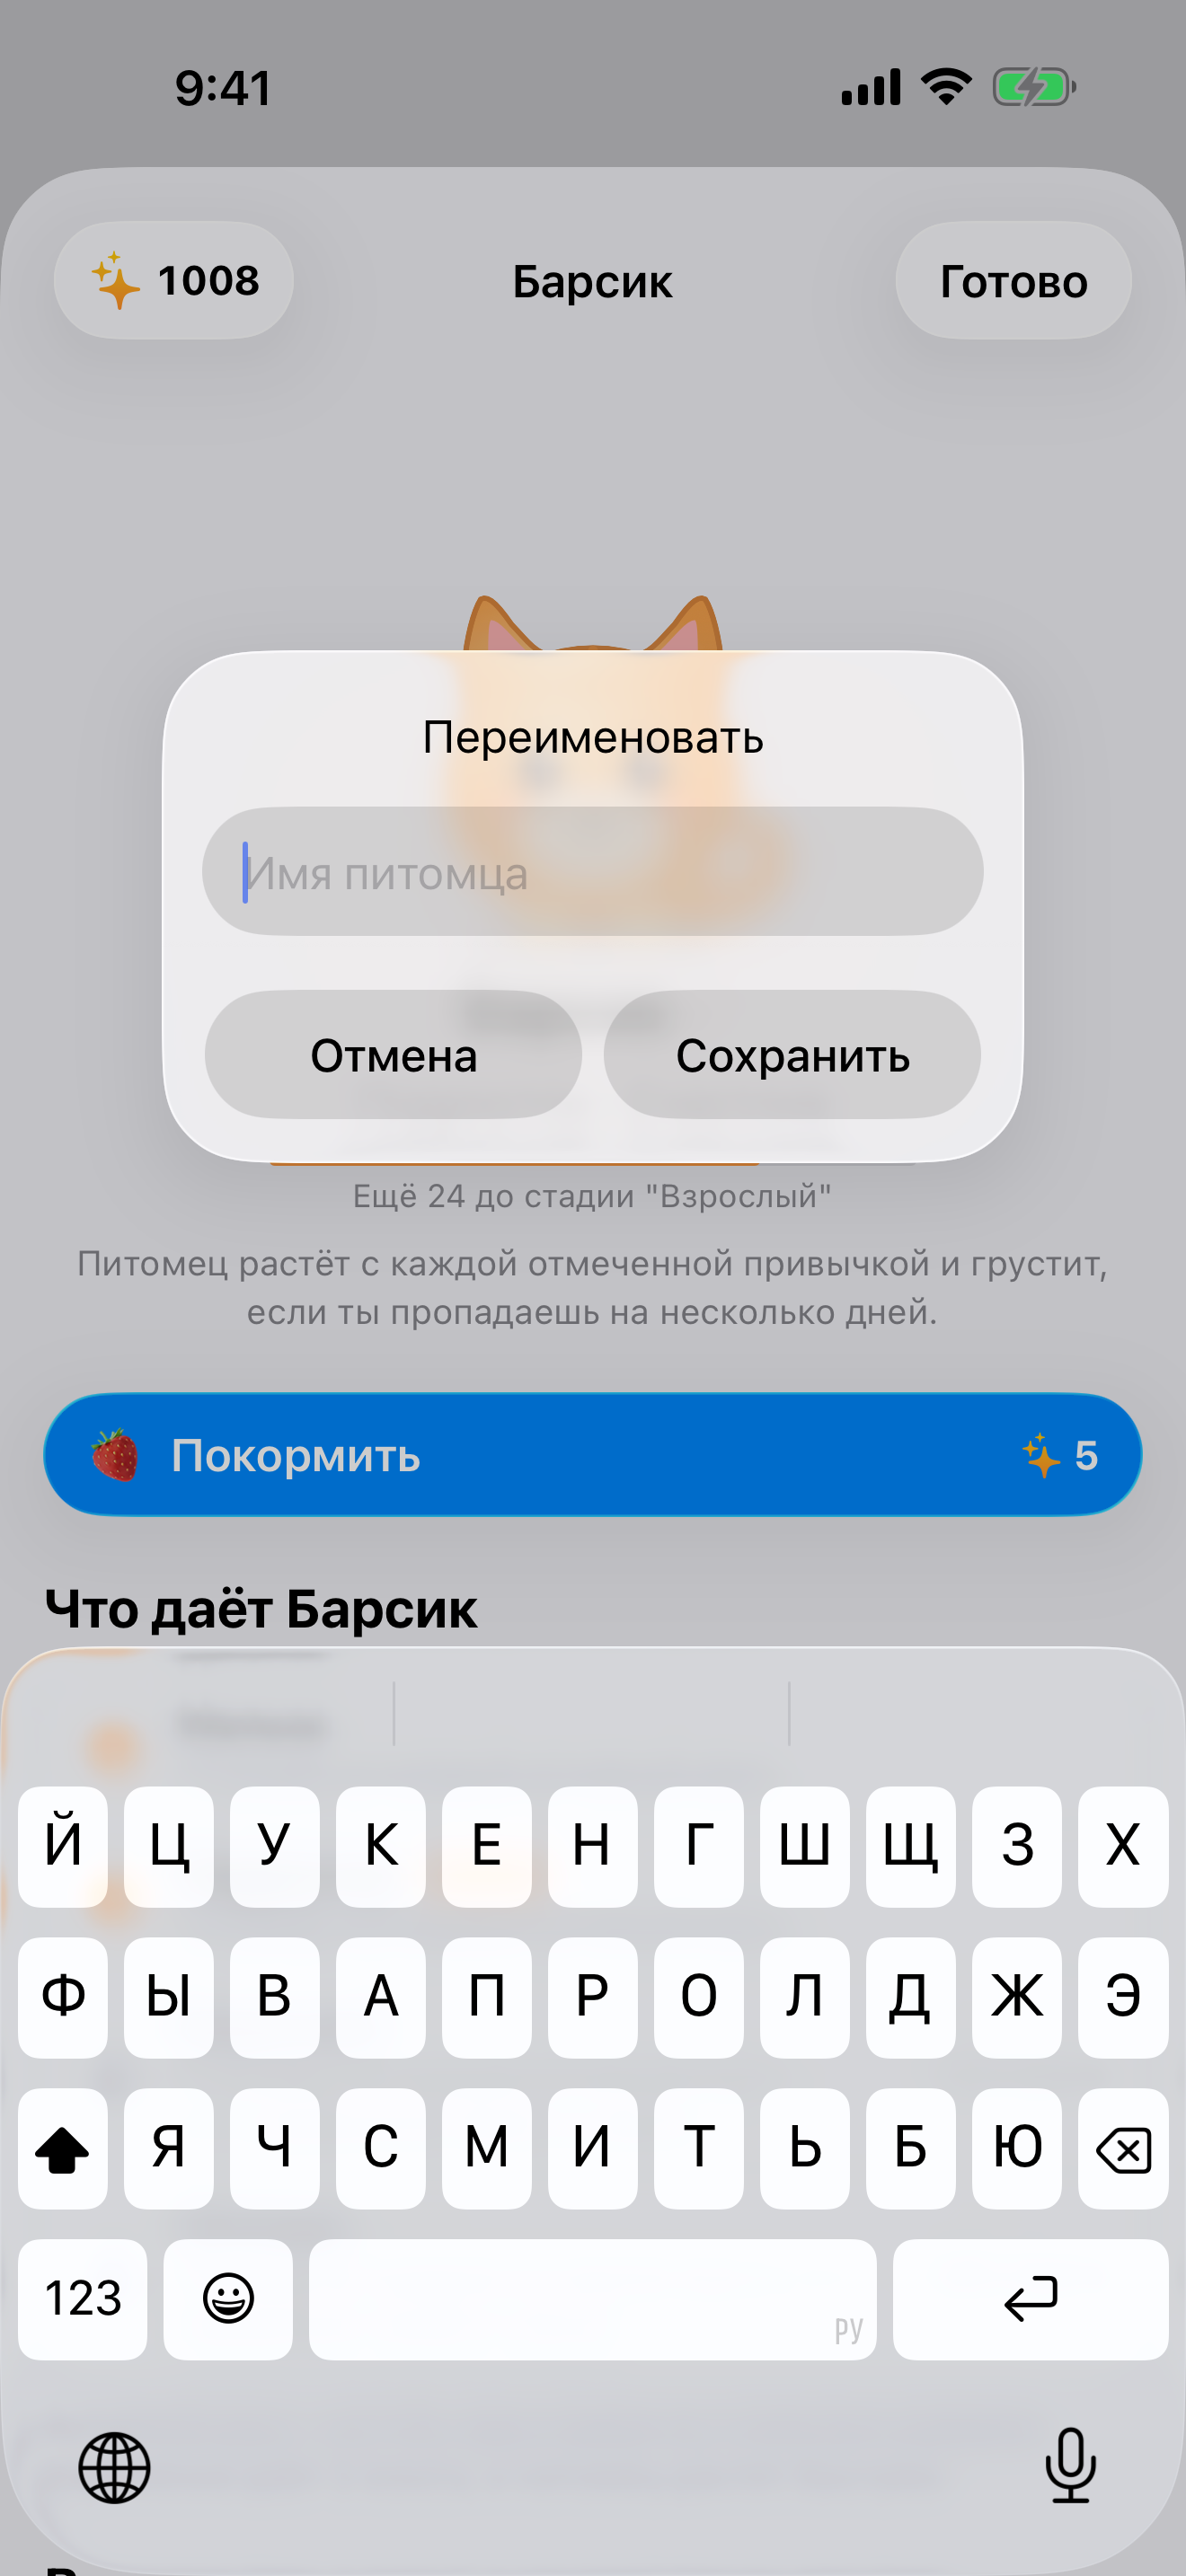 9:41
1008
Барсик
Готово
Переименовать
Имя питомца
Отмена
Сохранить
Ещё 24 до стадии "Взрослый"
Питомец растёт с каждой отмеченной привычкой и грустит,
если ты пропадаешь на несколько дней.
Покормить
5
Что даёт Барсик
Й Ц У К Е Н Г Ш Щ З Х
Ф Ы В А П Р О Л Д Ж Э
Я Ч С М И Т Ь Б Ю
123
РУ